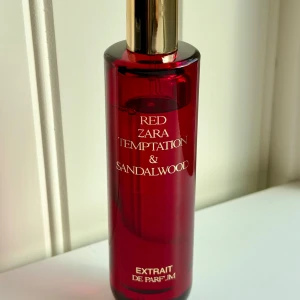 RED
ZARA
TEMPTATION
&
SANDALWOOD
EXTRAIT
DE PARFUM